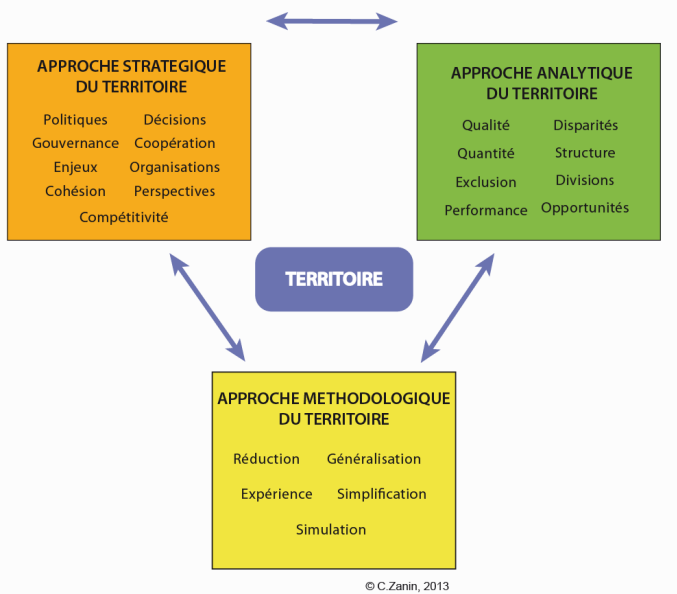 APPROCHE STRATEGIQUE
DU TERRITOIRE
Politiques Décisions
Gouvernance Coopération
Enjeux Organisations
Cohésion Perspectives
Compétitivité
APPROCHE ANALYTIQUE
DU TERRITOIRE
Qualité Disparités
Quantité Structure
Exclusion Divisions
Performance Opportunités
TERRITOIRE
APPROCHE METHODOLOGIQUE
DU TERRITOIRE
Réduction Généralisation
Expérience Simplification
Simulation
© C.Zanin, 2013